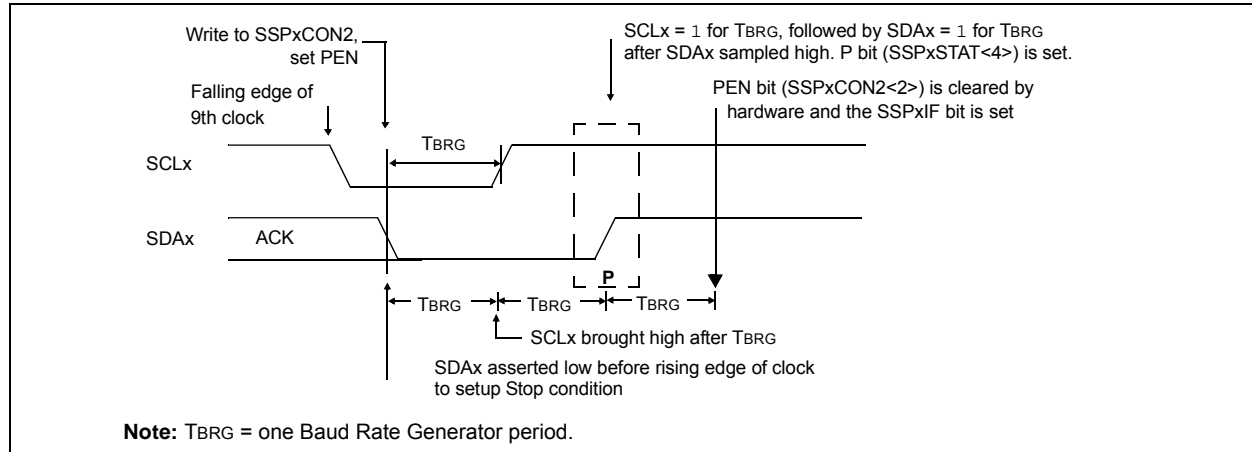 Write to SSPxCON2,
set PEN
SCLx = 1 for TBRG, followed by SDAx = 1 for TBRG
after SDAx sampled high. P bit (SSPxSTAT<4>) is set.
Falling edge of
9th clock
PEN bit (SSPxCON2<2>) is cleared by
hardware and the SSPxIF bit is set
TBRG
SCLx
SDAx
ACK
P
TBRG
TBRG
TBRG
SCLx brought high after TBRG
SDAx asserted low before rising edge of clock
to setup Stop condition
Note: TBRG = one Baud Rate Generator period.